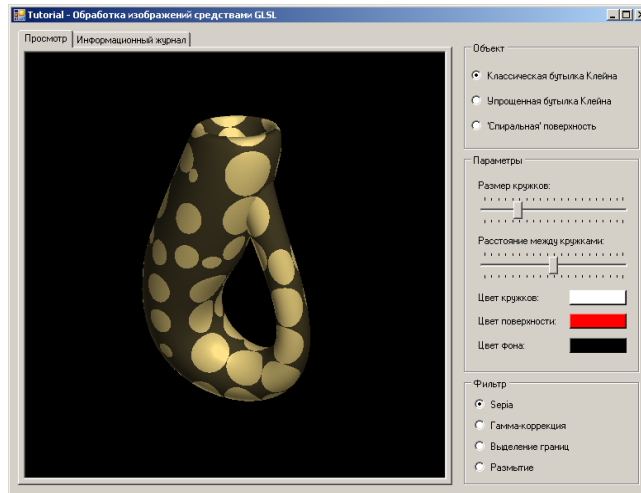 Tutorial - Обработка изображений средствани GLSL
Просмотр
Информационный журнал
Объект
Классическая бутылка Клейна
Упрощенная бутылка Клейна
'Спиральная' поверхность
Параметры
Размер кружков:
Расстояние между кружками:
Цвет кружков:
Цвет поверхности:
Цвет фона:
Фильтр
Sepia
Гамма-коррекция
Выделение границ
Размытие